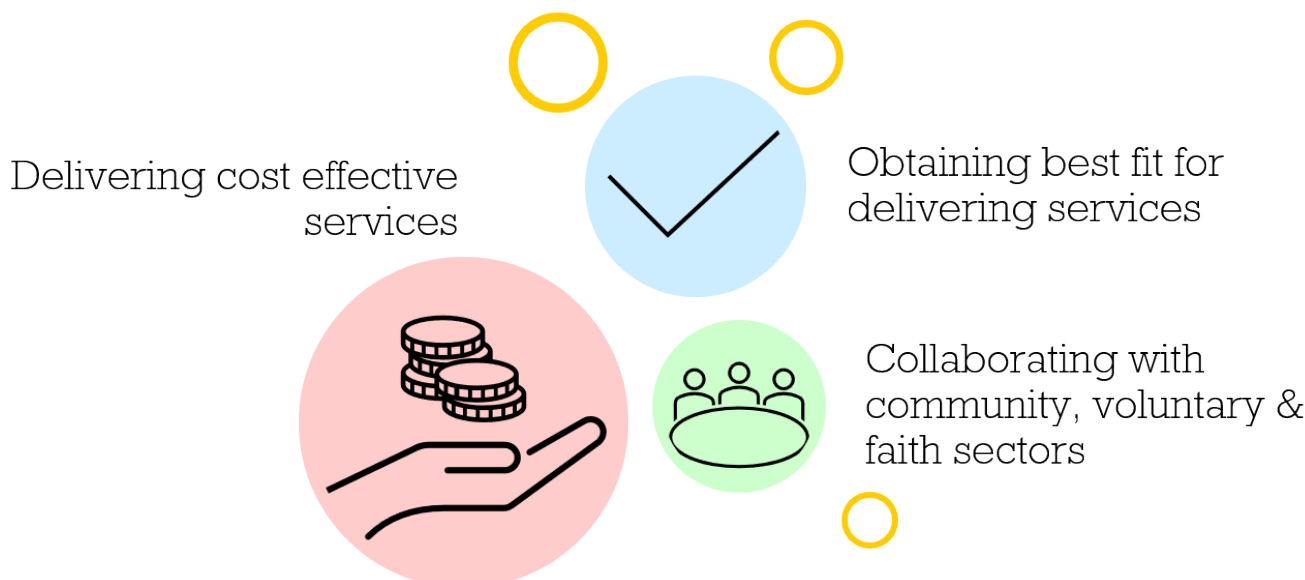 Delivering cost effective
services
Obtaining best fit for
delivering services
Collaborating with
community, voluntary &
faith sectors